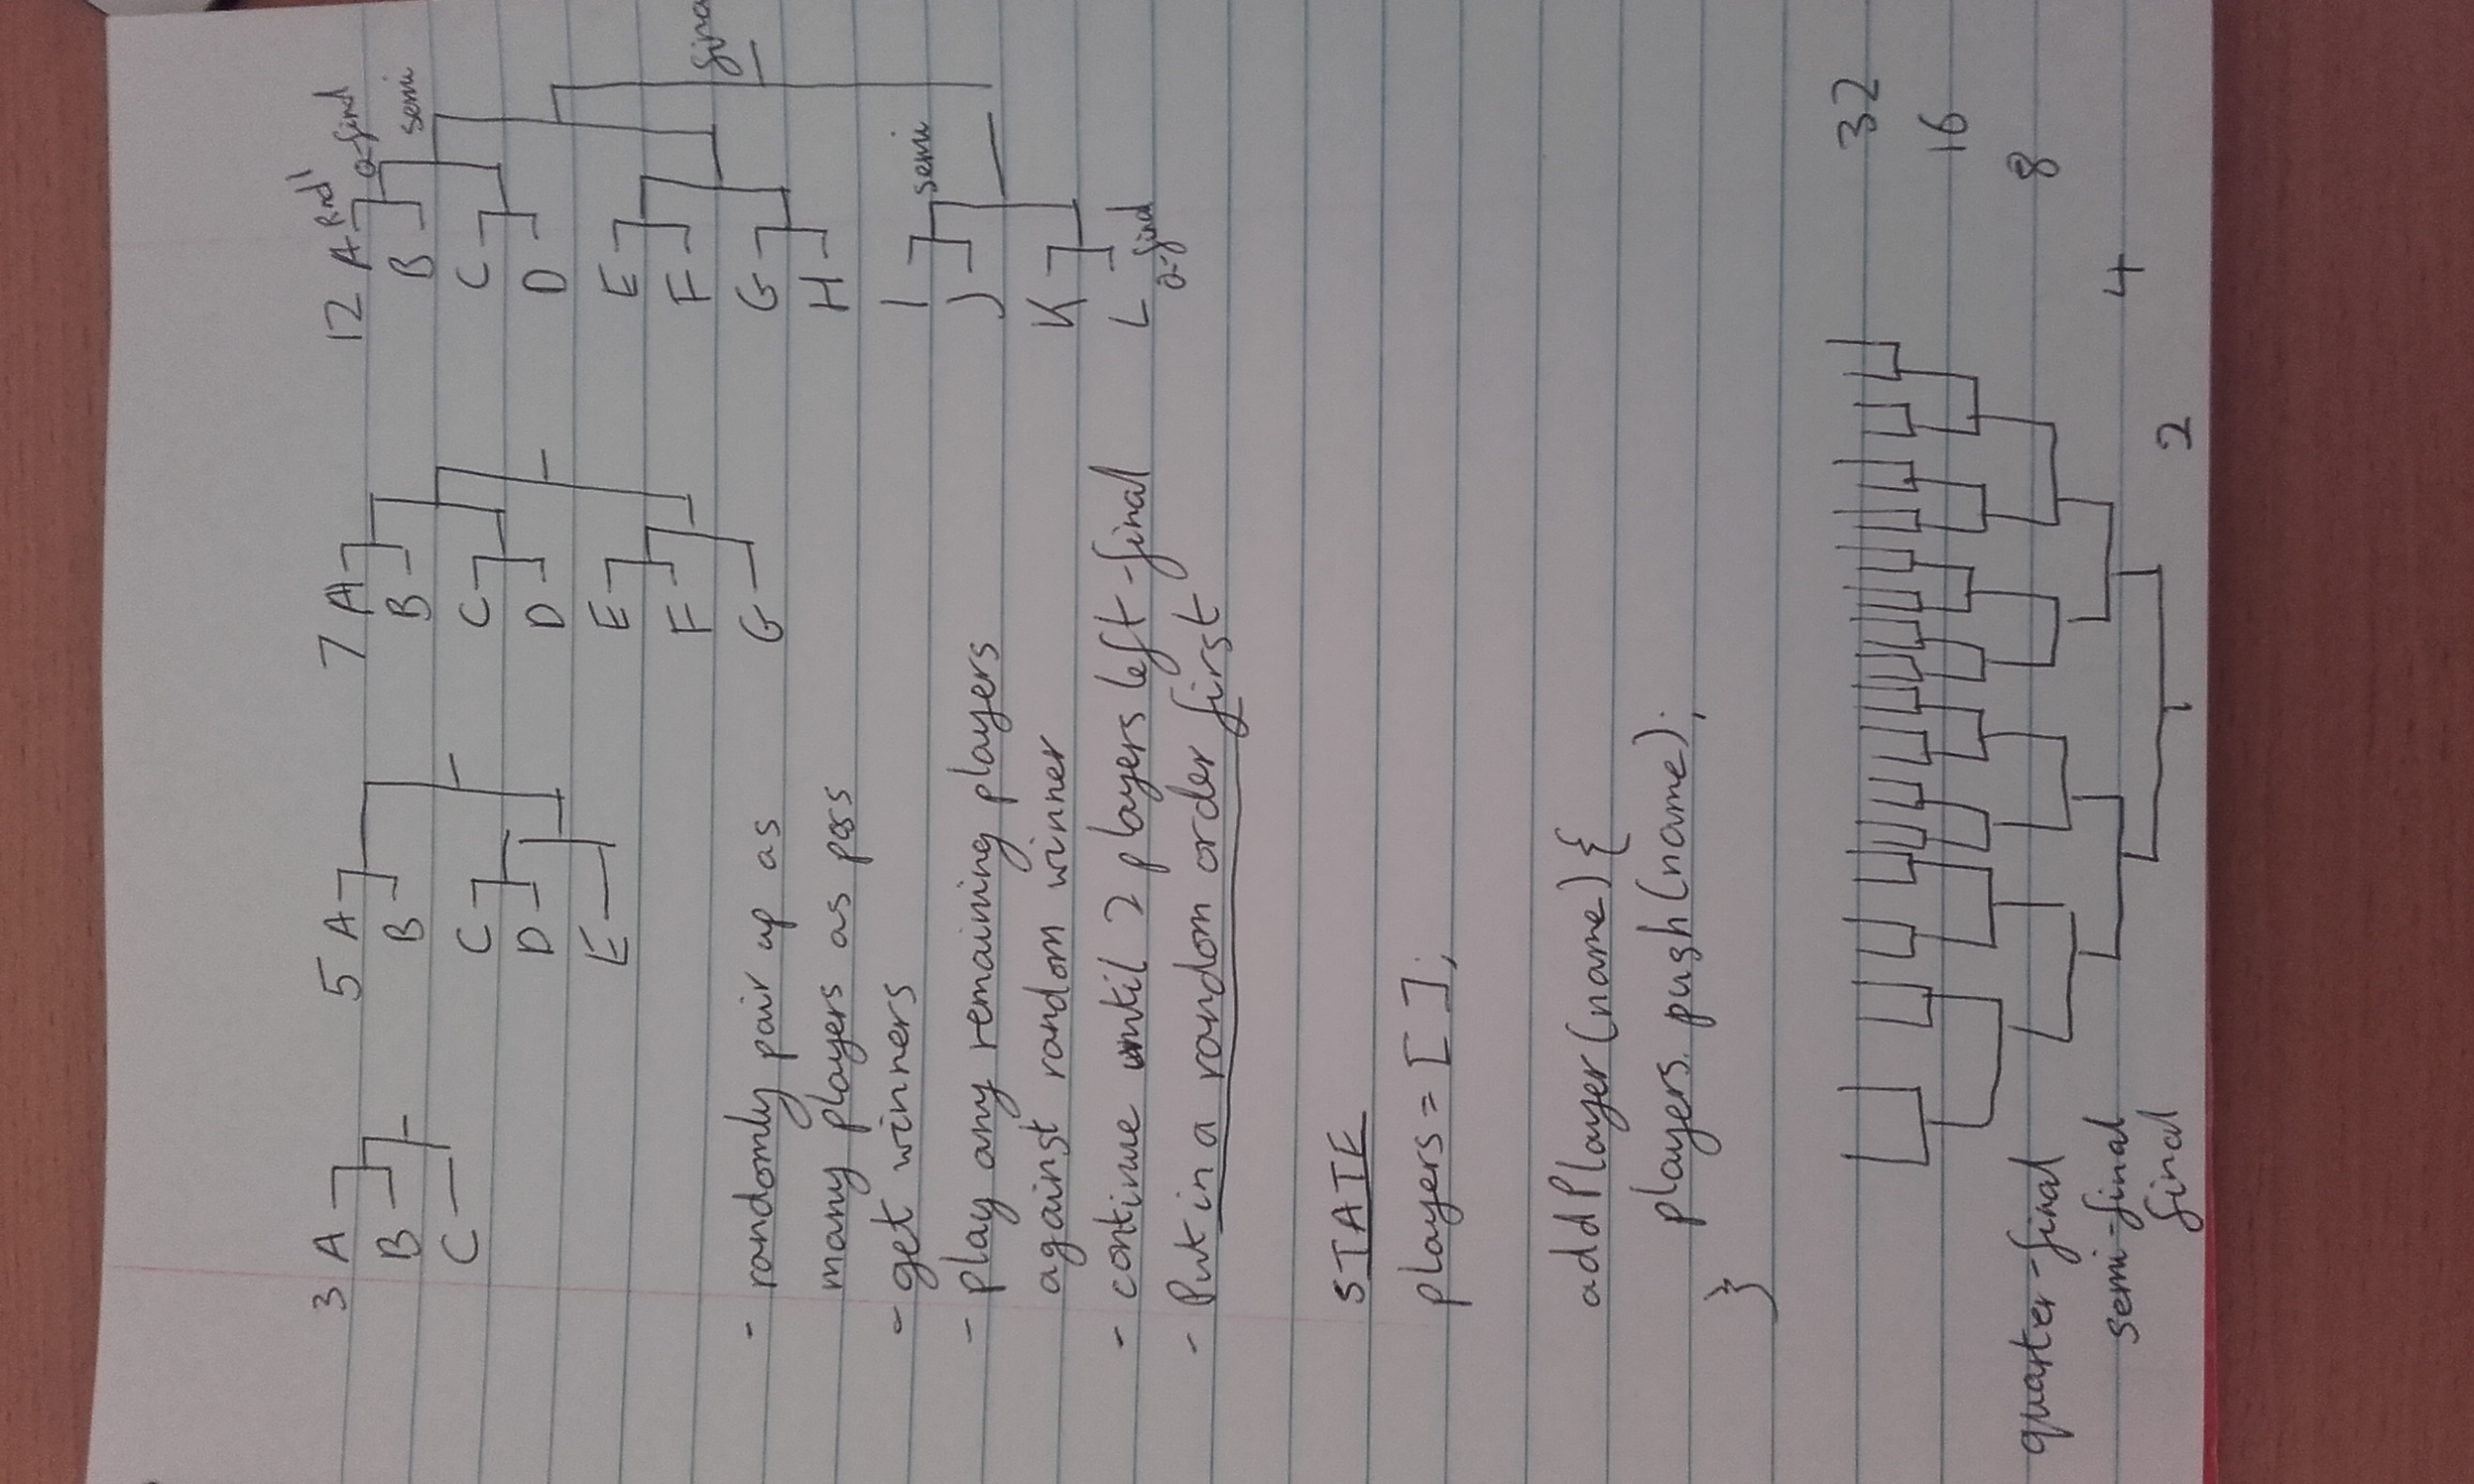 3 A
B
C
5 A
B
C
D
E
7 A
B
C
D
E
F
G
12 A Rnd 1
Q-final
B semi
C
D
E
F
G
H
I
J
K
L
semi
Q-final
- randomly pair up as
many players as poss
- get winners
- play any remaining players
against random winner
- continue until 2 players left - final
- Put in a random order first
STATE
players = [ ];
addPlayer(name) {
players.push(name);
}
32
16
quarter-final 8
semi-final 4
final 2